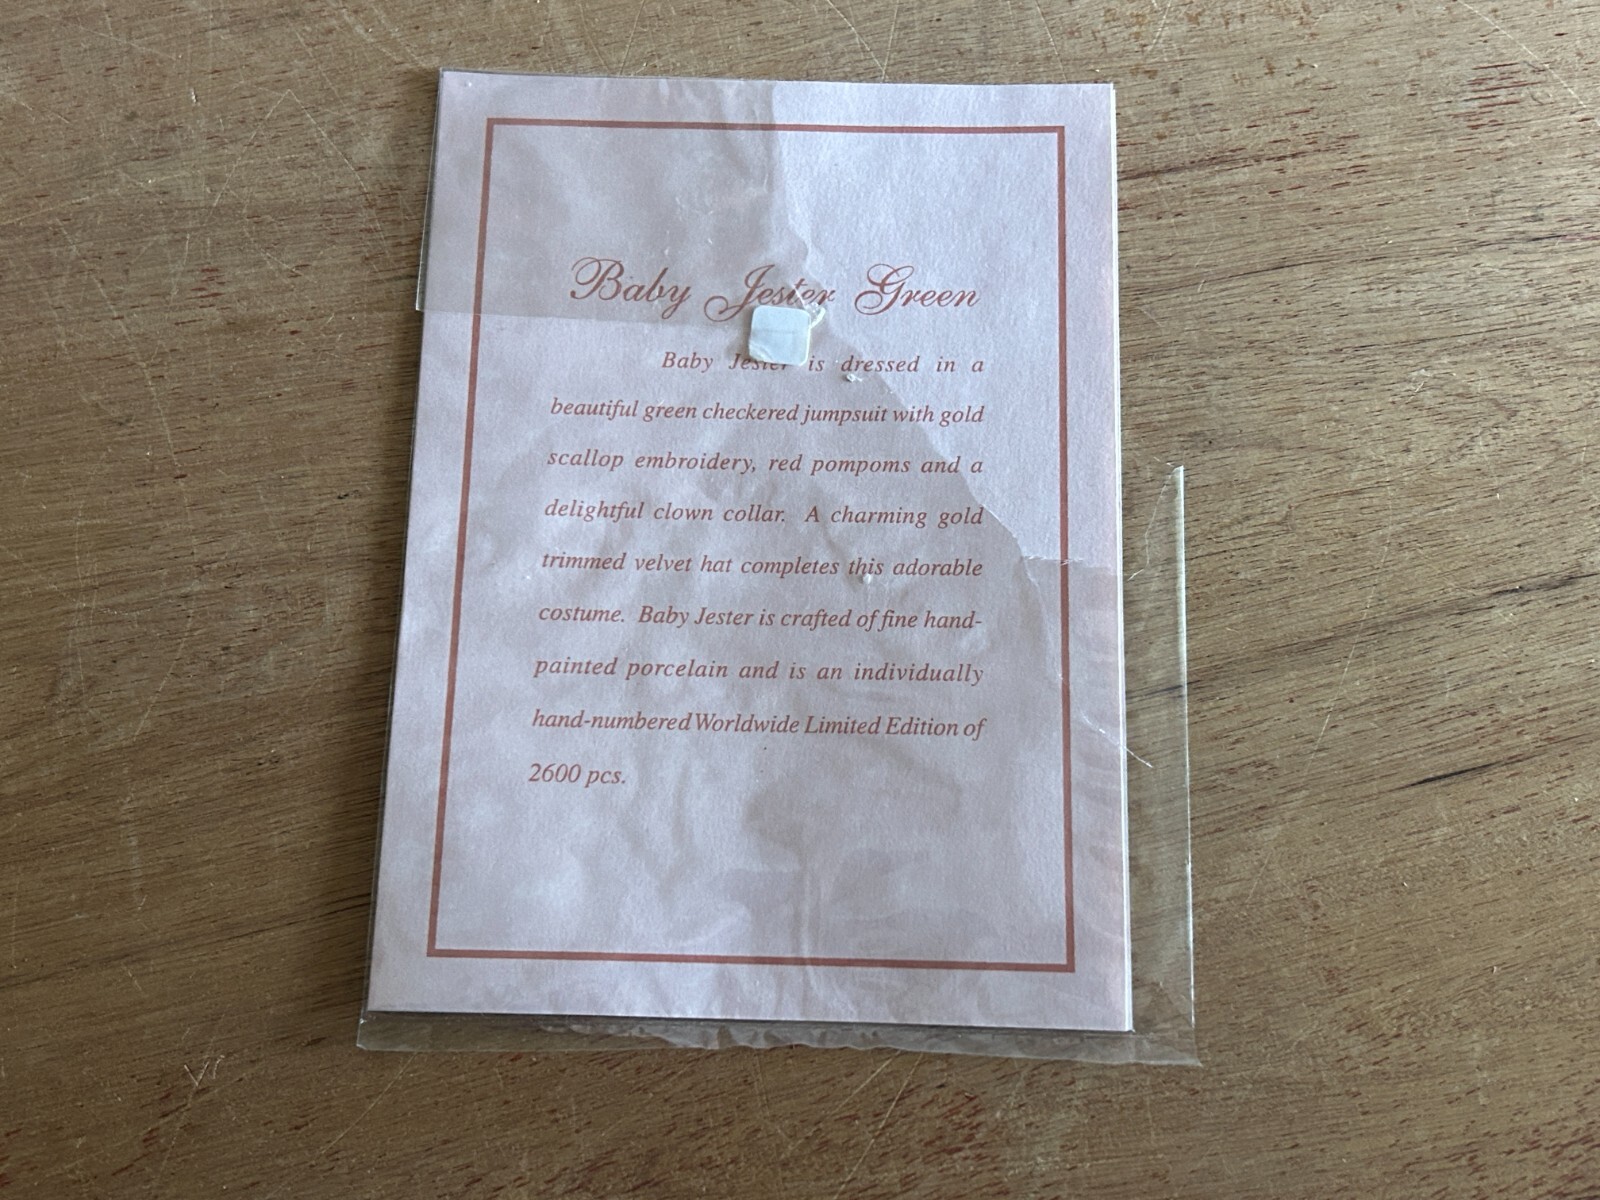 Baby Jester Green
Baby Jester is dressed in a
beautiful green checkered jumpsuit with gold
scallop embroidery, red pompoms and a
delightful clown collar. A charming gold
trimmed velvet hat completes this adorable
costume. Baby Jester is crafted of fine hand-
painted porcelain and is an individually
hand-numbered Worldwide Limited Edition of
2600 pcs.